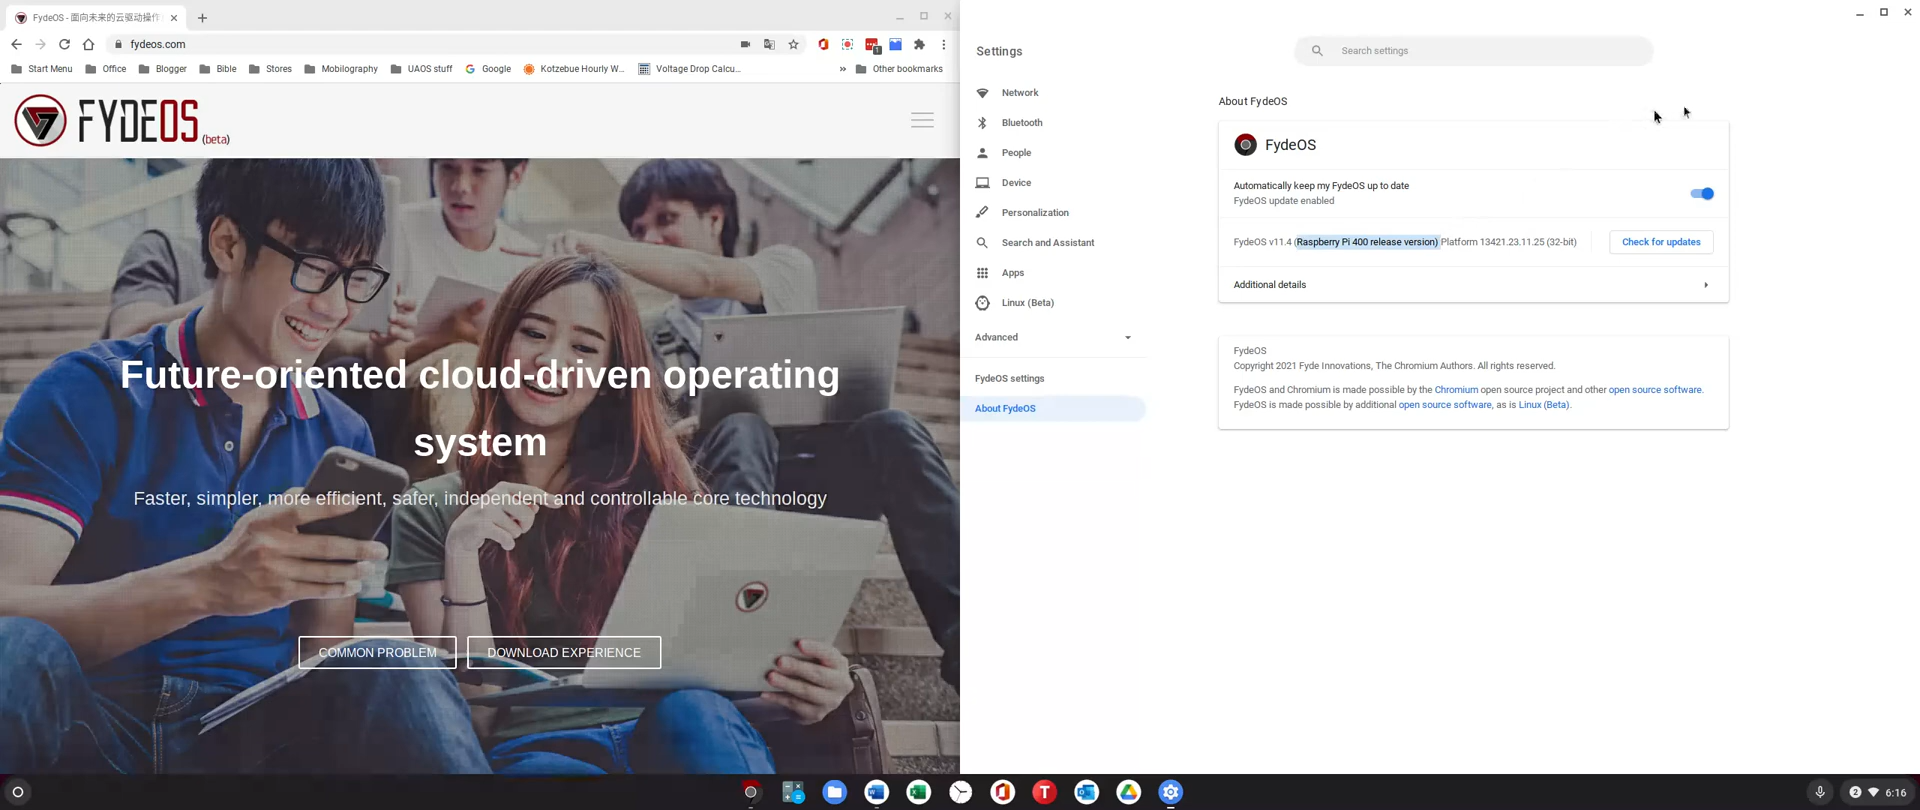 FydeOS - 面向未来的云驱动操作
fydeos.com
1
Start Menu
Office
Blogger
Bible
Stores
Mobilography
UAOS stuff
Google
Kotzebue Hourly W...
Voltage Drop Calcu...
»
Other bookmarks
FYDEOS (beta)
Future-oriented cloud-driven operating
system
Faster, simpler, more efficient, safer, independent and controllable core technology
COMMON PROBLEM
DOWNLOAD EXPERIENCE
Settings
Search settings
Network
Bluetooth
People
Device
Personalization
Search and Assistant
Apps
Linux (Beta)
Advanced
FydeOS settings
About FydeOS
About FydeOS
FydeOS
Automatically keep my FydeOS up to date
FydeOS update enabled
FydeOS v11.4 (Raspberry Pi 400 release version) Platform 13421.23.11.25 (32-bit)
Check for updates
Additional details
FydeOS
Copyright 2021 Fyde Innovations, The Chromium Authors. All rights reserved.
FydeOS and Chromium is made possible by the Chromium open source project and other open source software.
FydeOS is made possible by additional open source software, as is Linux (Beta).
T
2
6:16